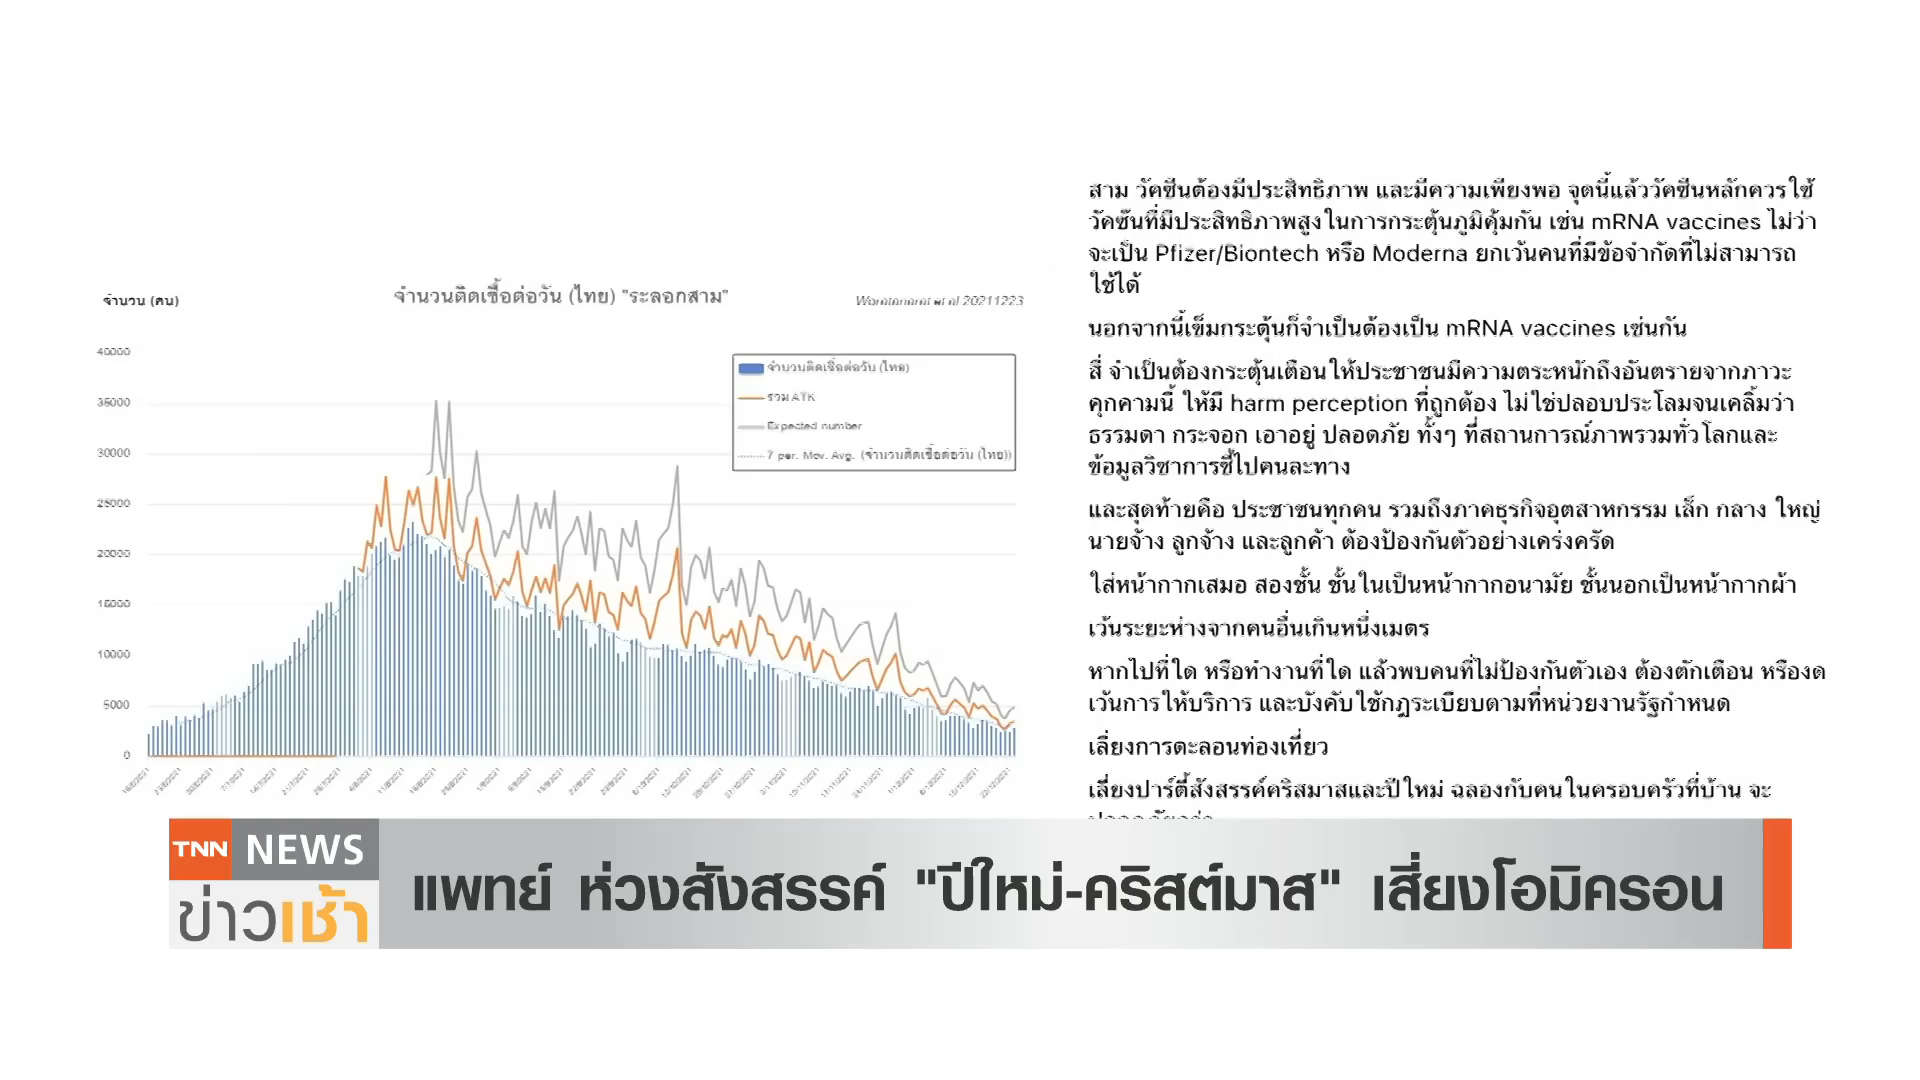 จำนวน (คน)
จำนวนติดเชื้อต่อวัน (ไทย) "ระลอกสาม"
et al 20211223
40000
35000
30000
25000
20000
15000
10000
5000
0
จำนวนติดเชื้อต่อวัน (ไทย)
รวม ATK
Expected number
7 per. Mov. Avg. (จำนวนติดเชื้อต่อวัน (ไทย))
สาม วัคซีนต้องมีประสิทธิภาพ และมีความเพียงพอ จุดนี้แล้ววัคซีนหลักควรใช้
วัคซีนที่มีประสิทธิภาพสูงในการกระตุ้นภูมิคุ้มกัน เช่น mRNA vaccines ไม่ว่า
จะเป็น Pfizer/Biontech หรือ Moderna ยกเว้นคนที่มีข้อจำกัดที่ไม่สามารถ
ใช้ได้
นอกจากนี้เข็มกระตุ้นก็จำเป็นต้องเป็น mRNA vaccines เช่นกัน
สี่ จำเป็นต้องกระตุ้นเตือนให้ประชาชนมีความตระหนักถึงอันตรายจากภาวะ
คุกคามนี้ ให้มี harm perception ที่ถูกต้อง ไม่ใช่ปลอบประโลมจนเคลิ้มว่า
ธรรมดา กระจอก เอาอยู่ ปลอดภัย ทั้งๆ ที่สถานการณ์ภาพรวมทั่วโลกและ
ข้อมูลวิชาการชี้ไปคนละทาง
และสุดท้ายคือ ประชาชนทุกคน รวมถึงภาคธุรกิจอุตสาหกรรม เล็ก กลาง ใหญ่
นายจ้าง ลูกจ้าง และลูกค้า ต้องป้องกันตัวอย่างเคร่งครัด
ใส่หน้ากากเสมอ สองชั้น ชั้นในเป็นหน้ากากอนามัย ชั้นนอกเป็นหน้ากากผ้า
เว้นระยะห่างจากคนอื่นเกินหนึ่งเมตร
หากไปที่ใด หรือทำงานที่ใด แล้วพบคนที่ไม่ป้องกันตัวเอง ต้องตักเตือน หรืองด
เว้นการให้บริการ และบังคับใช้กฎระเบียบตามที่หน่วยงานรัฐกำหนด
เลี่ยงการตะลอนท่องเที่ยว
เลี่ยงปาร์ตี้สังสรรค์คริสมาสและปีใหม่ ฉลองกับคนในครอบครัวที่บ้าน จะ
TNN NEWS
ข่าวเช้า
แพทย์ ห่วงสังสรรค์ "ปีใหม่-คริสต์มาส" เสี่ยงโอมิครอน